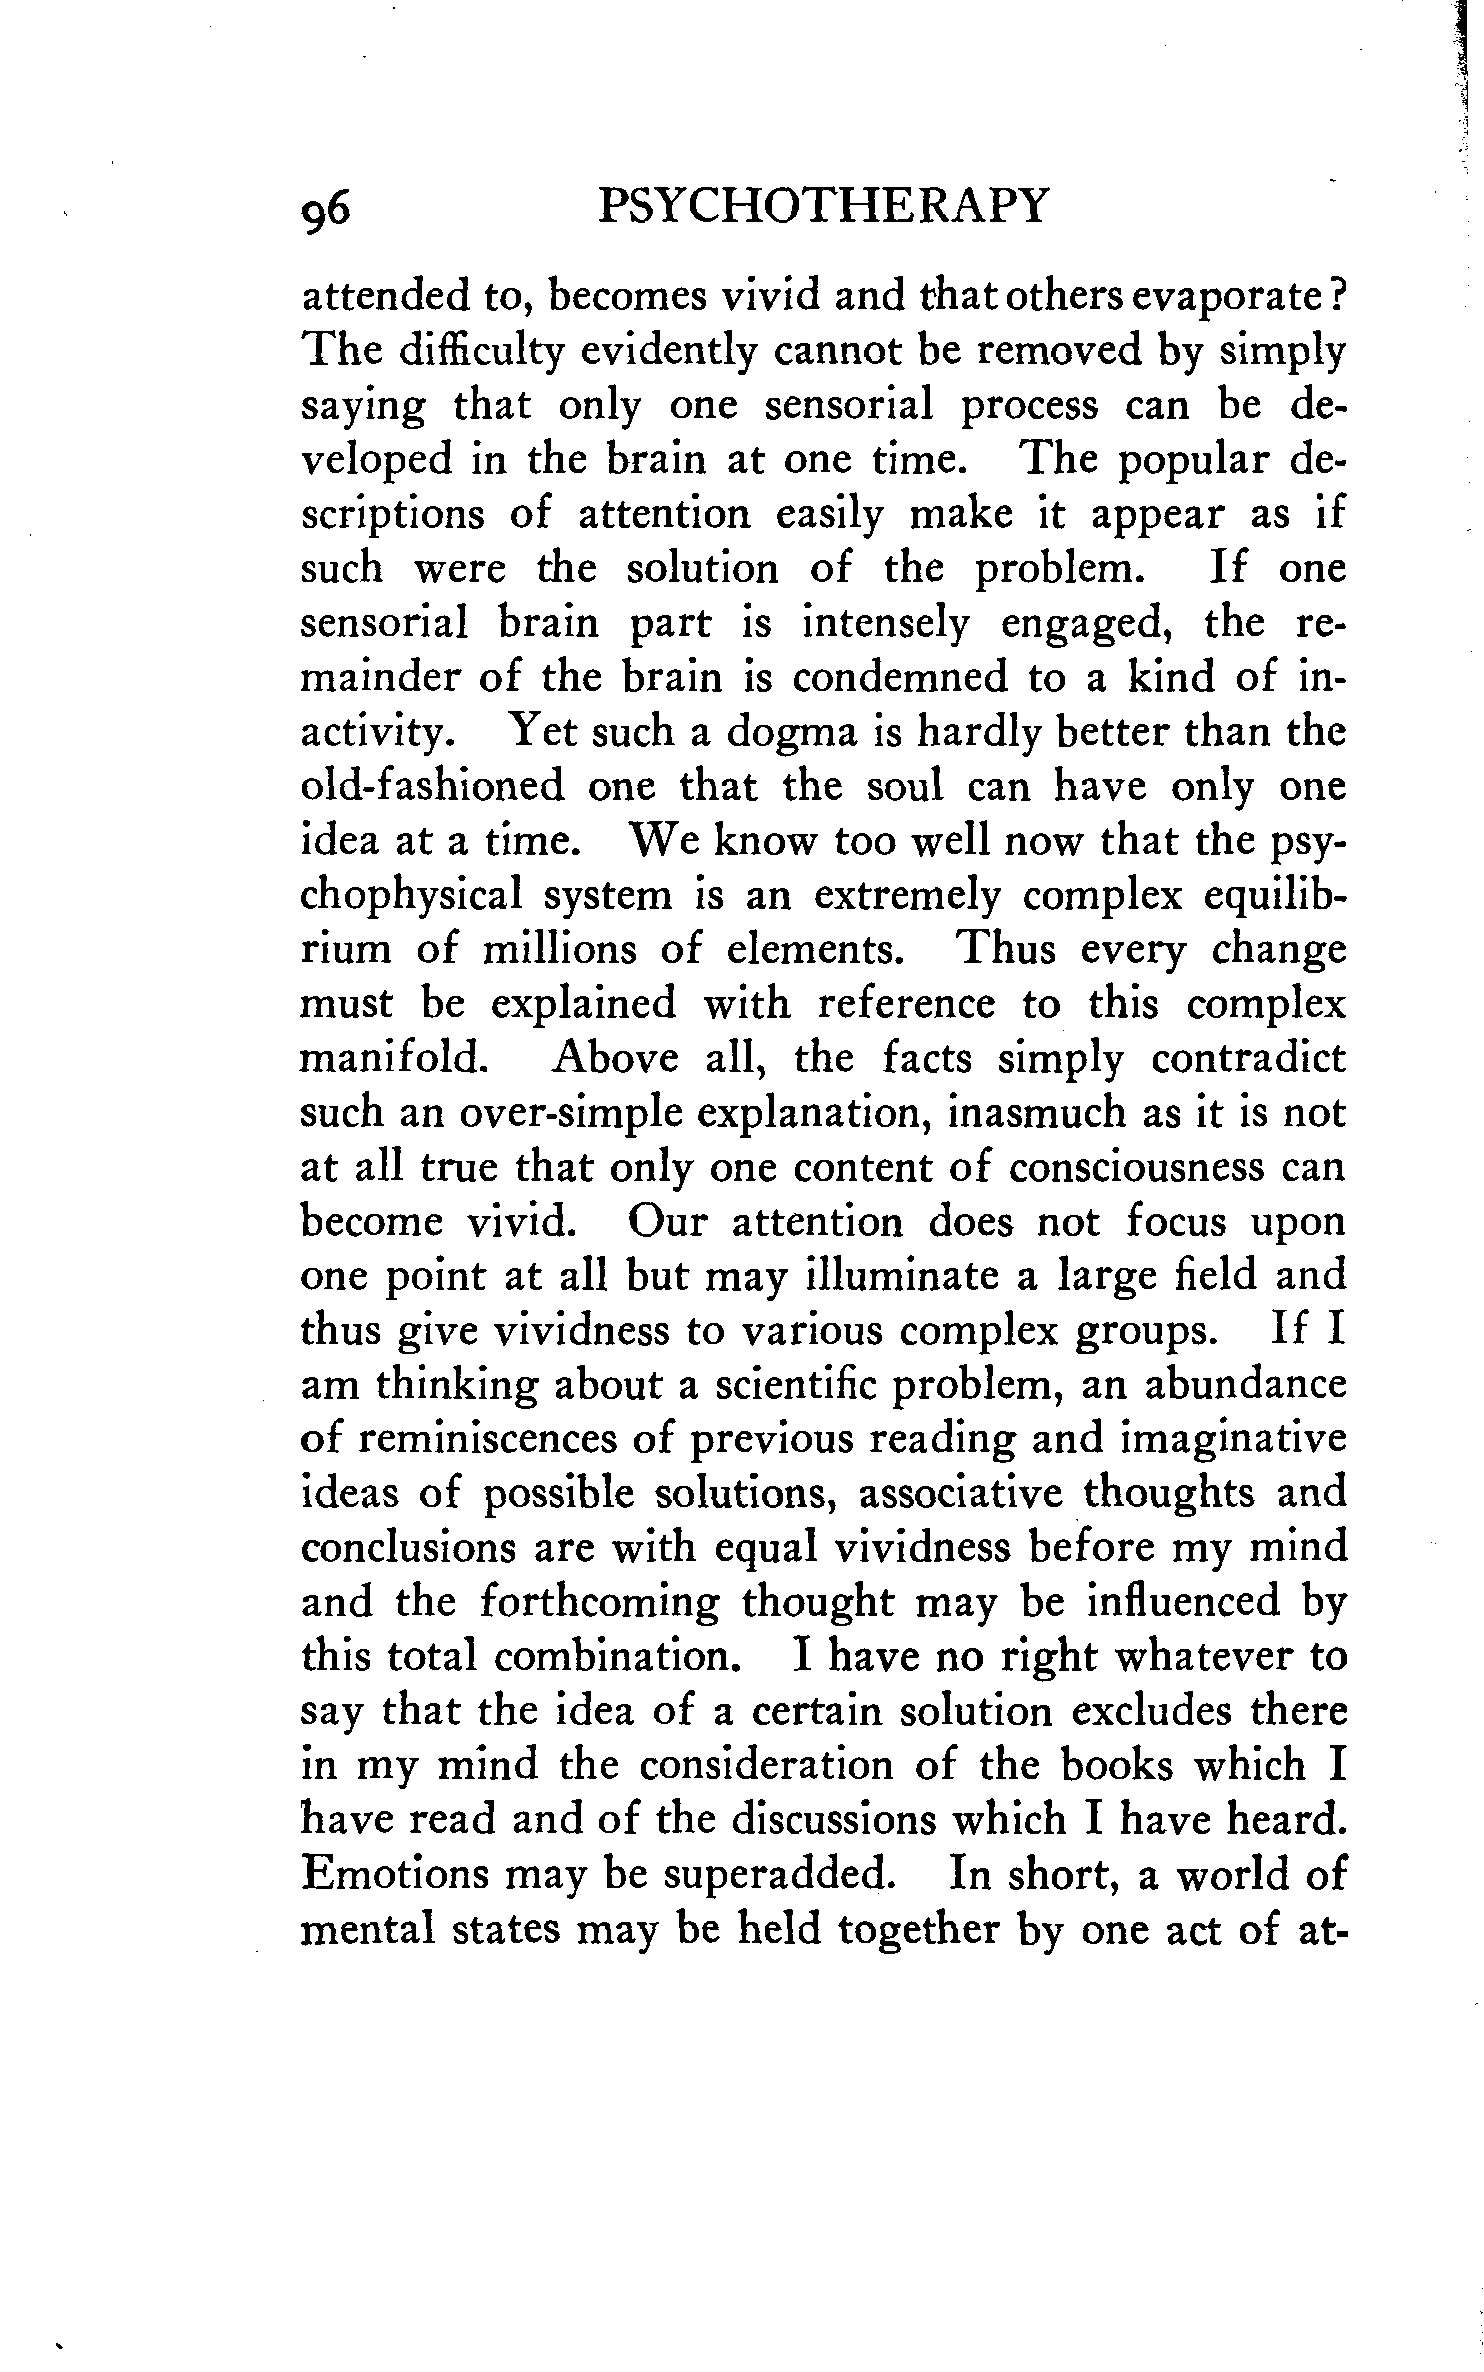 96 PSYCHOTHERAPY
attended to, becomes vivid and that others evaporate?
The difficulty evidently cannot be removed by simply
saying that only one sensorial process can be de-
veloped in the brain at one time. The popular de-
scriptions of attention easily make it appear as if
such were the solution of the problem. If one
sensorial brain part is intensely engaged, the re-
mainder of the brain is condemned to a kind of in-
activity. Yet such a dogma is hardly better than the
old-fashioned one that the soul can have only one
idea at a time. We know too well now that the psy-
chophysical system is an extremely complex equilib-
rium of millions of elements. Thus every change
must be explained with reference to this complex
manifold. Above all, the facts simply contradict
such an over-simple explanation, inasmuch as it is not
at all true that only one content of consciousness can
become vivid. Our attention does not focus upon
one point at all but may illuminate a large field and
thus give vividness to various complex groups. If I
am thinking about a scientific problem, an abundance
of reminiscences of previous reading and imaginative
ideas of possible solutions, associative thoughts and
conclusions are with equal vividness before my mind
and the forthcoming thought may be influenced by
this total combination. I have no right whatever to
say that the idea of a certain solution excludes there
in my mind the consideration of the books which I
have read and of the discussions which I have heard.
Emotions may be superadded. In short, a world of
mental states may be held together by one act of at-